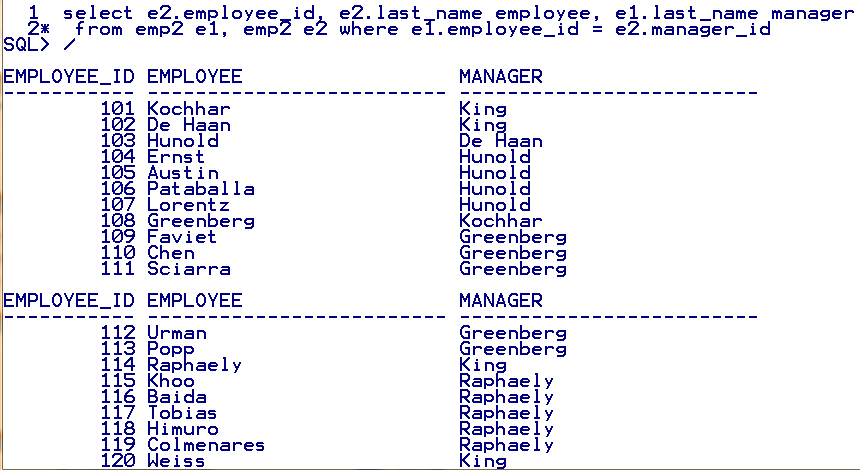 1 select e2.employee_id, e2.last_name employee, e1.last_name manager
2* from emp2 e1, emp2 e2 where e1.employee_id = e2.manager_id
SQL> /
EMPLOYEE_ID EMPLOYEE MANAGER
----------- ------------------------- -------------------------
101 Kochhar King
102 De Haan King
103 Hunold De Haan
104 Ernst Hunold
105 Austin Hunold
106 Pataballa Hunold
107 Lorentz Hunold
108 Greenberg Kochhar
109 Faviet Greenberg
110 Chen Greenberg
111 Sciarra Greenberg
EMPLOYEE_ID EMPLOYEE MANAGER
----------- ------------------------- -------------------------
112 Urman Greenberg
113 Popp Greenberg
114 Raphaely King
115 Khoo Raphaely
116 Baida Raphaely
117 Tobias Raphaely
118 Himuro Raphaely
119 Colmenares Raphaely
120 Weiss King